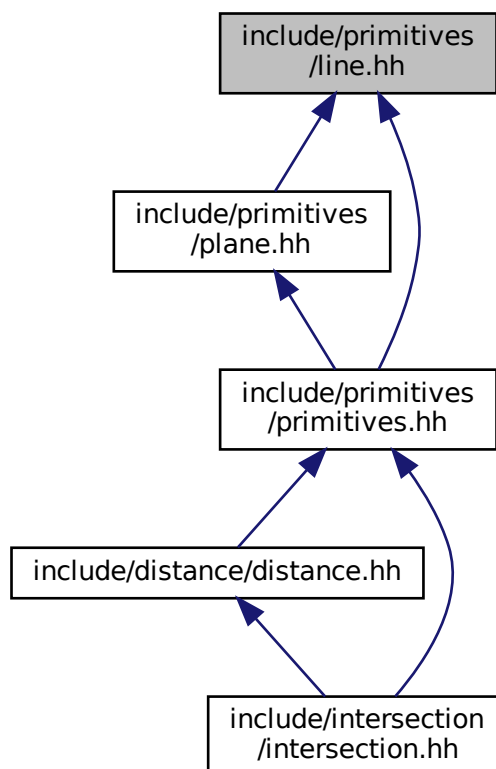 include/primitives
/line.hh
include/primitives
/plane.hh
include/primitives
/primitives.hh
include/distance/distance.hh
include/intersection
/intersection.hh